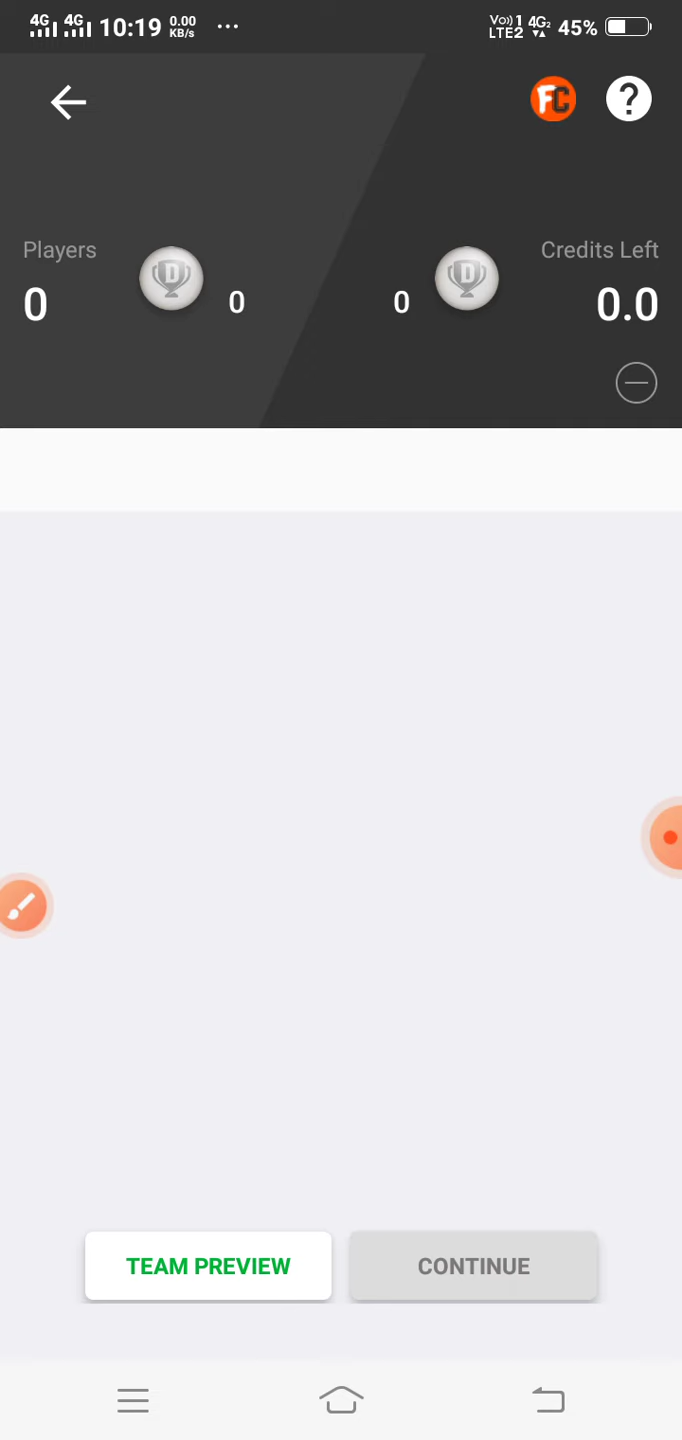 4G 4G 10:19 0.00 KB/s ... Vo)) 1 LTE2 4G2 45%
FC ?
Players D D Credits Left
0 0 0 0.0
TEAM PREVIEW CONTINUE